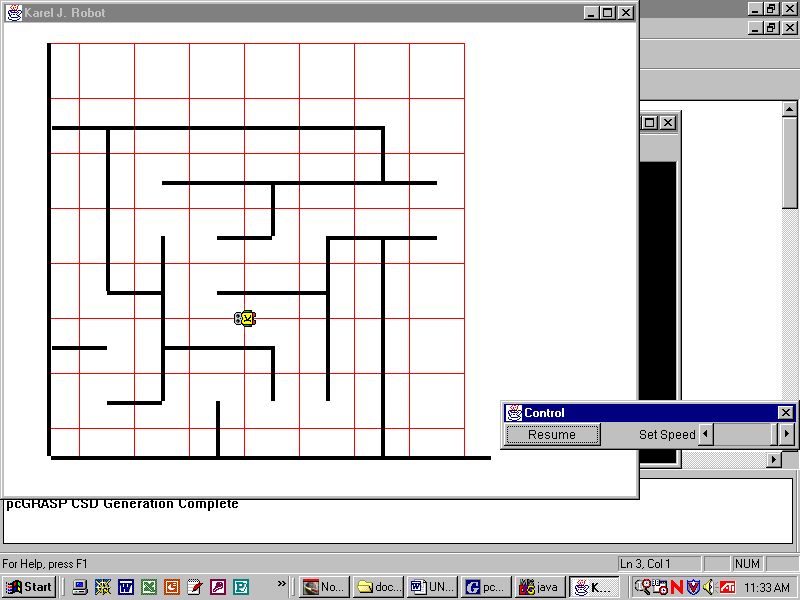 Karel J. Robot
Control
Resume
Set Speed
pcGRASP CSD Generation Complete
For Help, press F1
Ln 3, Col 1
NUM
Start
»
No...
doc...
UN...
pc...
java
K...
11:33 AM